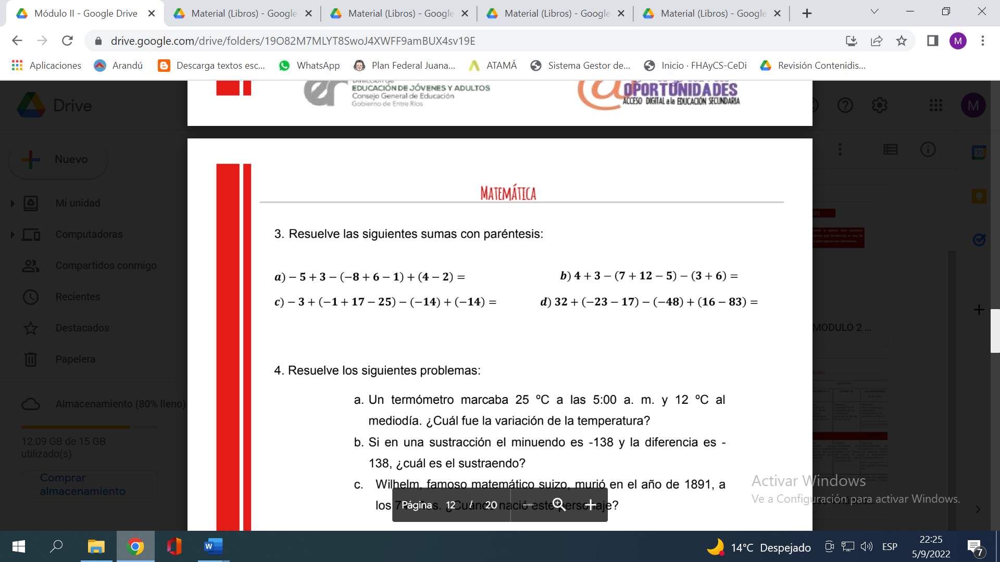 Módulo II - Google Drive
Material (Libros) - Google
Material (Libros) - Google
Material (Libros) - Google
Material (Libros) - Google
drive.google.com/drive/folders/19O82M7MLYT8SwoJ4XWFF9amBUX4sv19E
M
Aplicaciones
Arandú
Descarga textos esc...
WhatsApp
Plan Federal Juana...
ATAMÁ
Sistema Gestor de...
Inicio · FHAyCS-CeDi
Revisión Contenidis...
Drive
Dirección de
EDUCACIÓN DE JÓVENES Y ADULTOS
Consejo General de Educación
Gobierno de Entre Ríos
OPORTUNIDADES
ACCESO DIGITAL a la EDUCACIÓN SECUNDARIA
M
Nuevo
Mi unidad
Computadoras
Compartidos conmigo
Recientes
Destacados
Papelera
Almacenamiento (80% lleno)
12.09 GB de 15 GB
utilizado(s)
Comprar
almacenamiento
MATEMÁTICA
3. Resuelve las siguientes sumas con paréntesis:
a) − 5 + 3 − (−8 + 6 − 1) + (4 − 2) =
b) 4 + 3 − (7 + 12 − 5) − (3 + 6) =
c) − 3 + (−1 + 17 − 25) − (−14) + (−14) =
d) 32 + (−23 − 17) − (−48) + (16 − 83) =
4. Resuelve los siguientes problemas:
a. Un termómetro marcaba 25 ºC a las 5:00 a. m. y 12 ºC al
mediodía. ¿Cuál fue la variación de la temperatura?
b. Si en una sustracción el minuendo es -138 y la diferencia es -
138, ¿cuál es el sustraendo?
c. Wilhelm, famoso matemático suizo, murió en el año de 1891, a
los años. ¿Cuándo nació este personaje?
Página 12 / 20
31
MODULO 2 ...
Activar Windows
Ve a Configuración para activar Windows.
W
14°C Despejado
ESP
22:25
5/9/2022
7